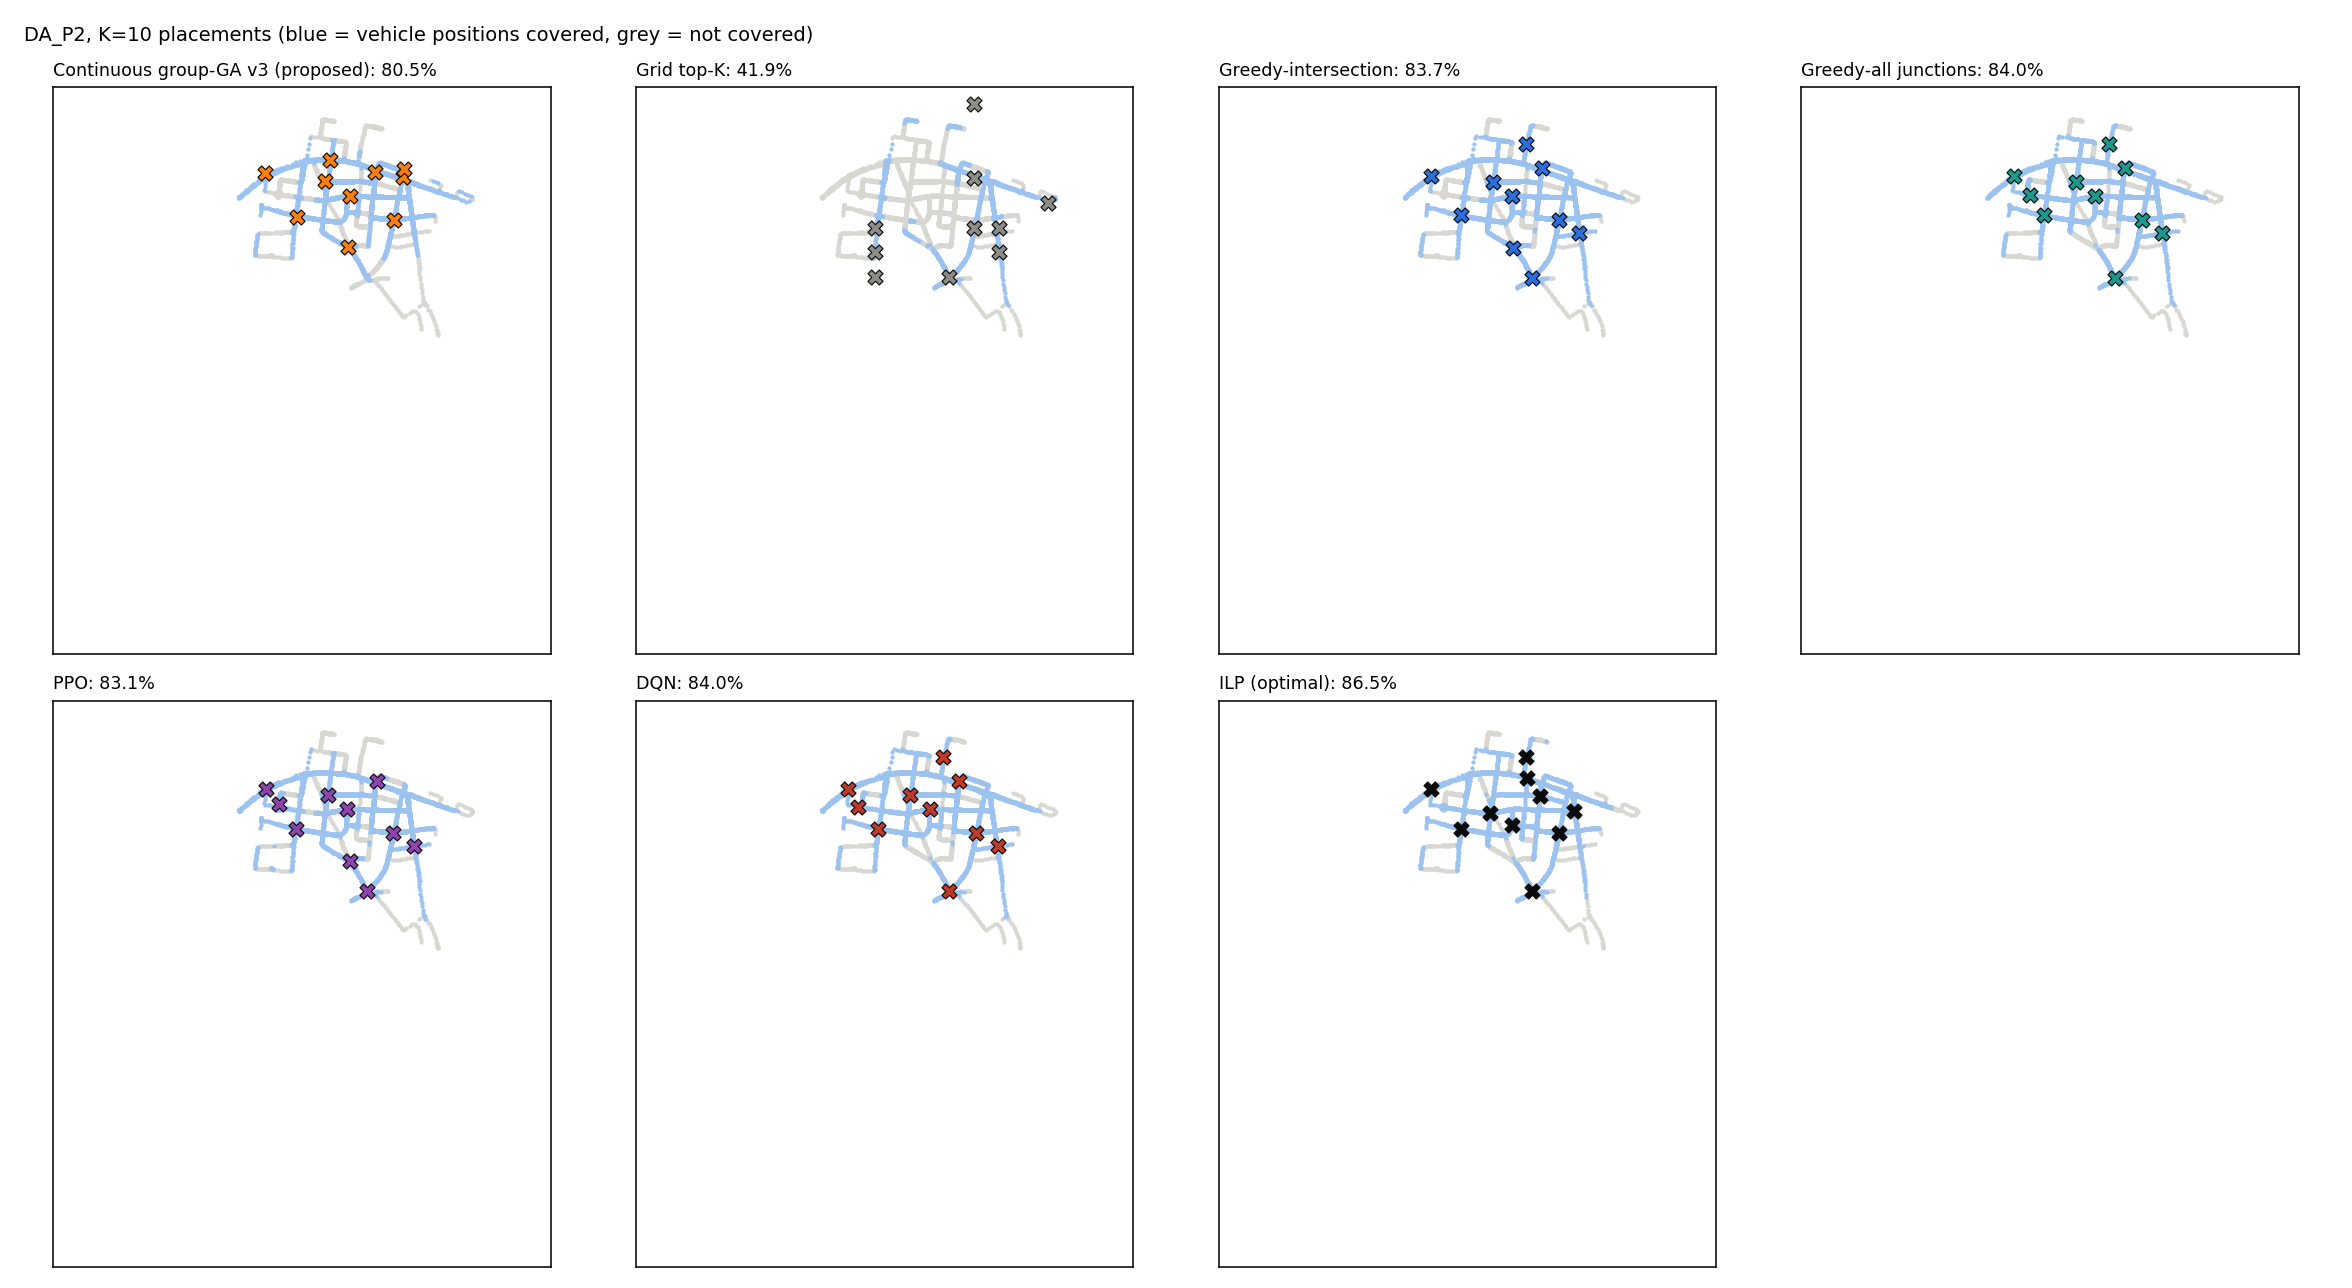 DA_P2, K=10 placements (blue = vehicle positions covered, grey = not covered)
Continuous group-GA v3 (proposed): 80.5%
Grid top-K: 41.9%
Greedy-intersection: 83.7%
Greedy-all junctions: 84.0%
PPO: 83.1%
DQN: 84.0%
ILP (optimal): 86.5%